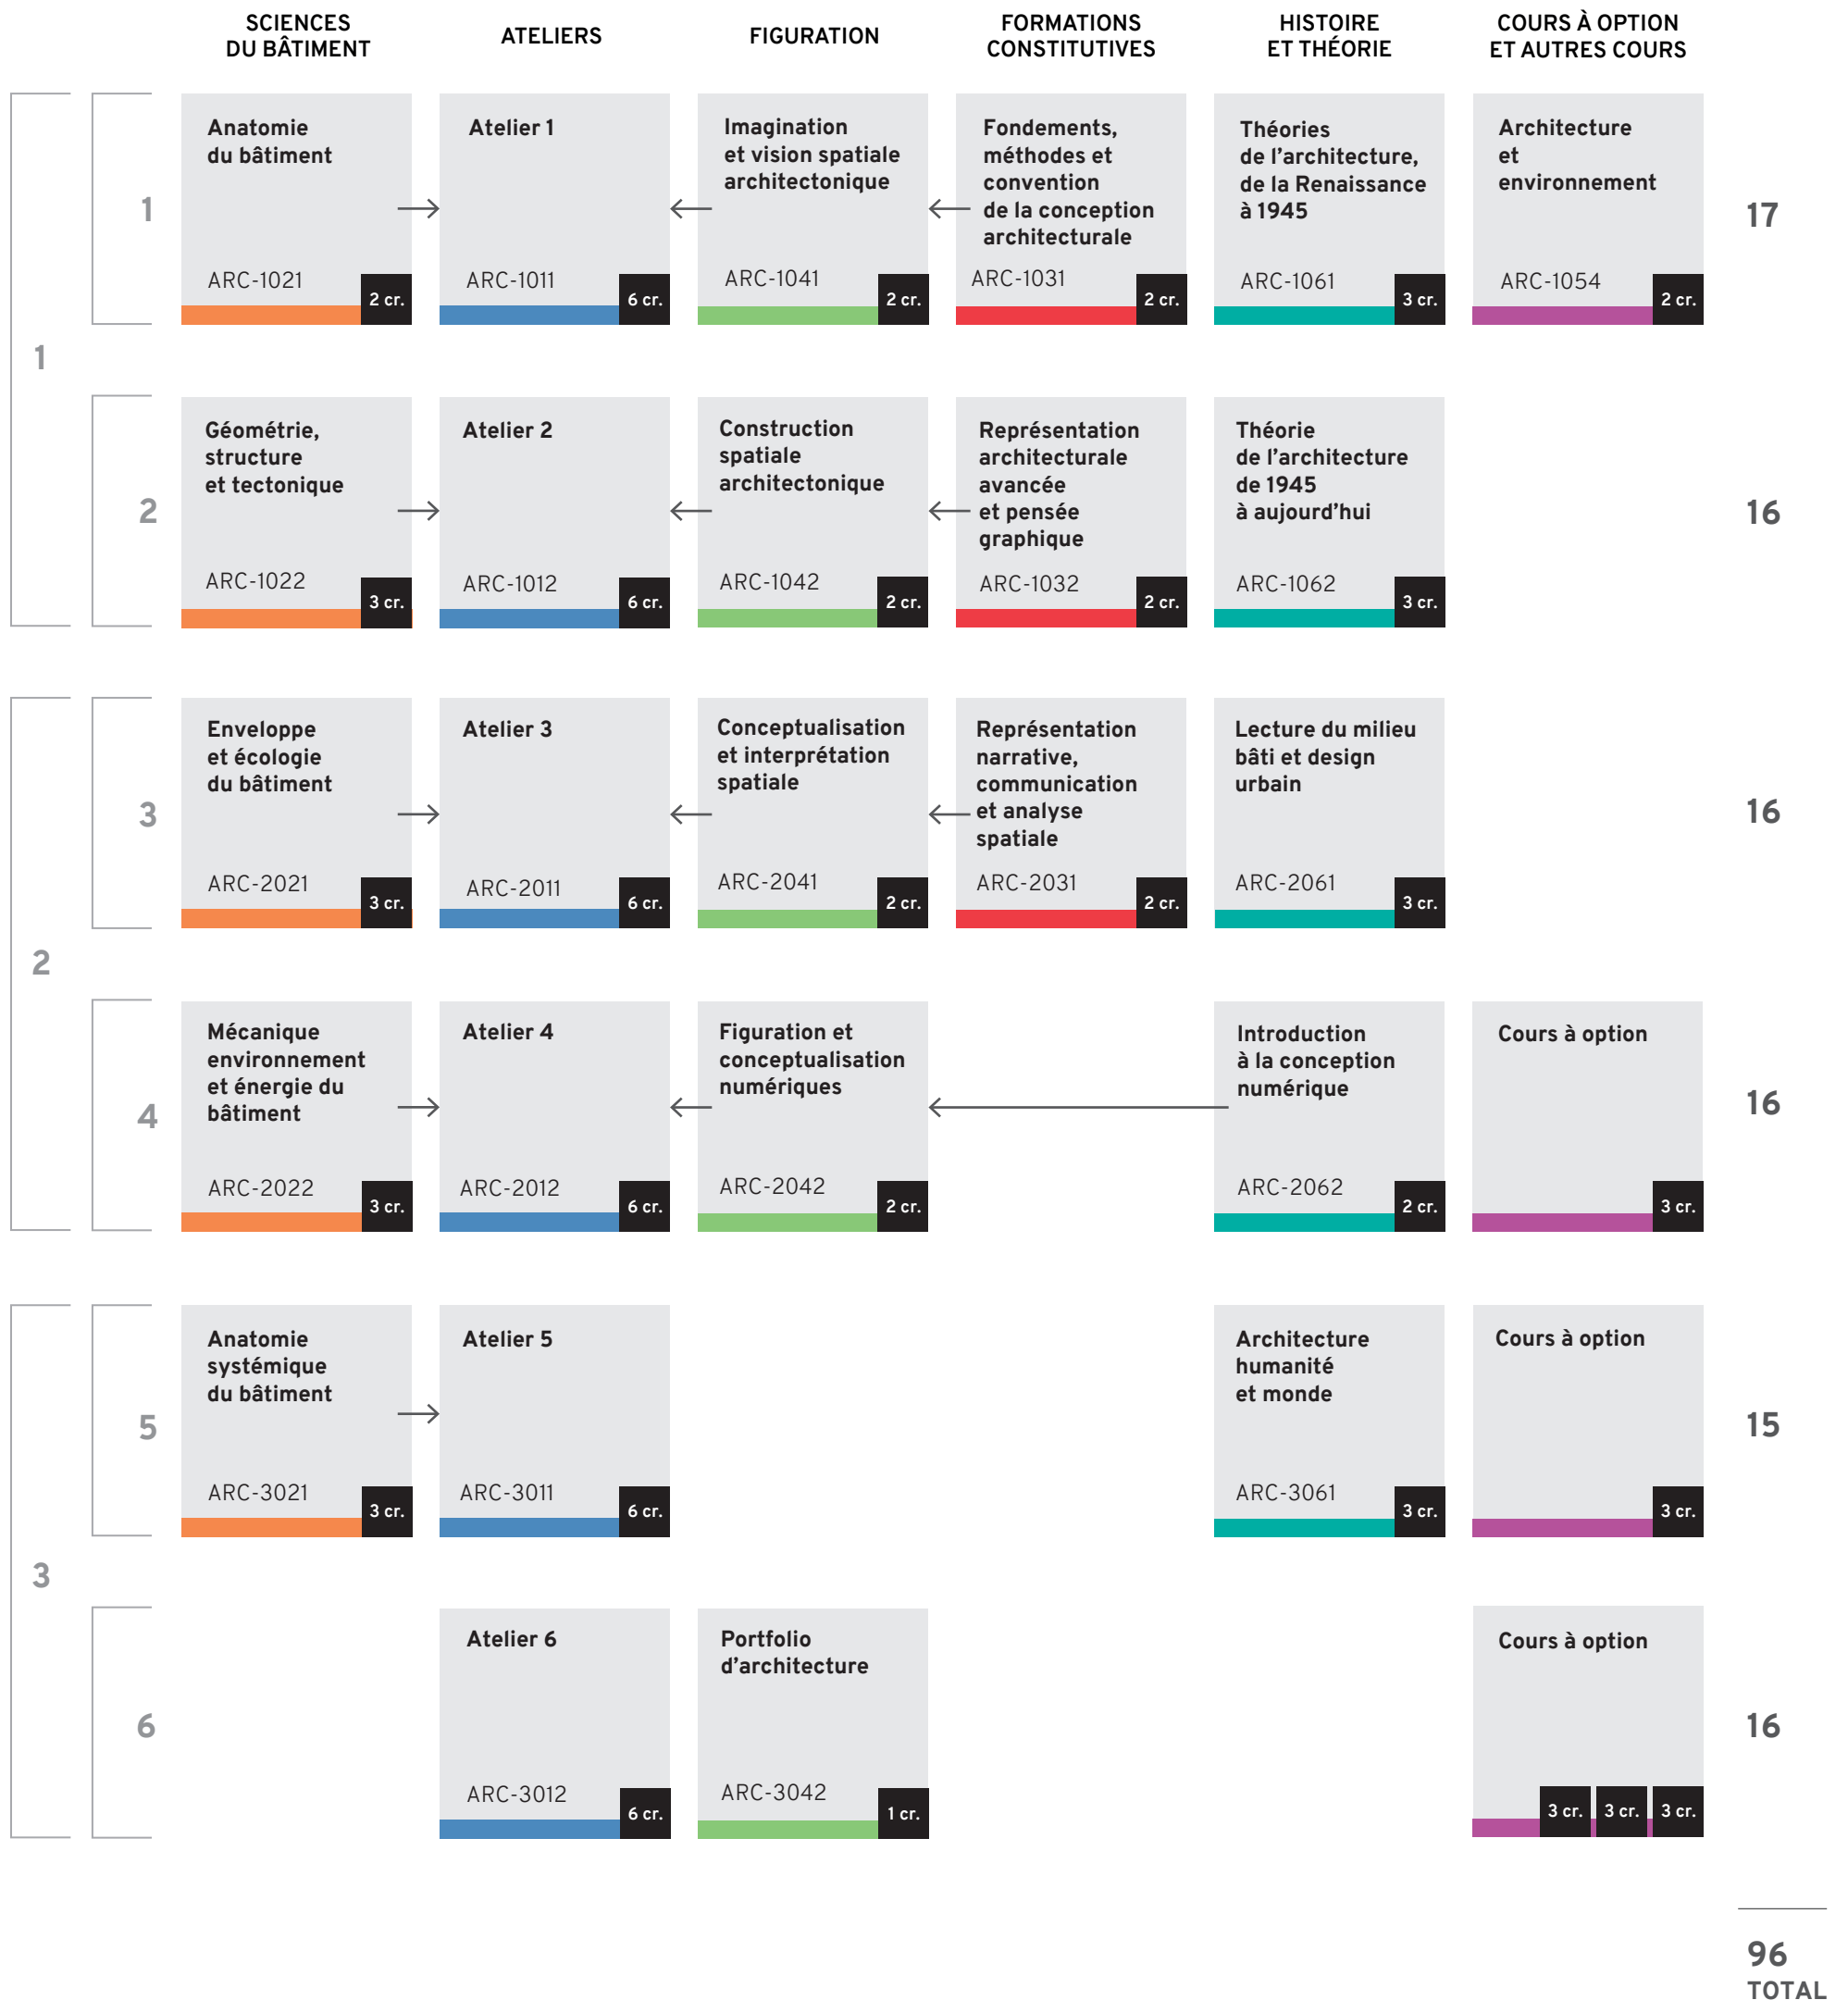 SCIENCES
DU BÂTIMENT
ATELIERS
FIGURATION
FORMATIONS
CONSTITUTIVES
HISTOIRE
ET THÉORIE
COURS À OPTION
ET AUTRES COURS
1
1
Anatomie
du bâtiment
ARC-1021
2 cr.
Atelier 1
ARC-1011
6 cr.
Imagination
et vision spatiale
architectonique
ARC-1041
2 cr.
Fondements,
méthodes et
convention
de la conception
architecturale
ARC-1031
2 cr.
Théories
de l'architecture,
de la Renaissance
à 1945
ARC-1061
3 cr.
Architecture
et
environnement
ARC-1054
2 cr.
17
2
Géométrie,
structure
et tectonique
ARC-1022
3 cr.
Atelier 2
ARC-1012
6 cr.
Construction
spatiale
architectonique
ARC-1042
2 cr.
Représentation
architecturale
avancée
et pensée
graphique
ARC-1032
2 cr.
Théorie
de l'architecture
de 1945
à aujourd'hui
ARC-1062
3 cr.
16
2
3
Enveloppe
et écologie
du bâtiment
ARC-2021
3 cr.
Atelier 3
ARC-2011
6 cr.
Conceptualisation
et interprétation
spatiale
ARC-2041
2 cr.
Représentation
narrative,
communication
et analyse
spatiale
ARC-2031
2 cr.
Lecture du milieu
bâti et design
urbain
ARC-2061
3 cr.
16
4
Mécanique
environnement
et énergie du
bâtiment
ARC-2022
3 cr.
Atelier 4
ARC-2012
6 cr.
Figuration et
conceptualisation
numériques
ARC-2042
2 cr.
Introduction
à la conception
numérique
ARC-2062
2 cr.
Cours à option
3 cr.
16
3
5
Anatomie
systémique
du bâtiment
ARC-3021
3 cr.
Atelier 5
ARC-3011
6 cr.
Architecture
humanité
et monde
ARC-3061
3 cr.
Cours à option
3 cr.
15
6
Atelier 6
ARC-3012
6 cr.
Portfolio
d'architecture
ARC-3042
1 cr.
Cours à option
3 cr. 3 cr. 3 cr.
16
96
TOTAL